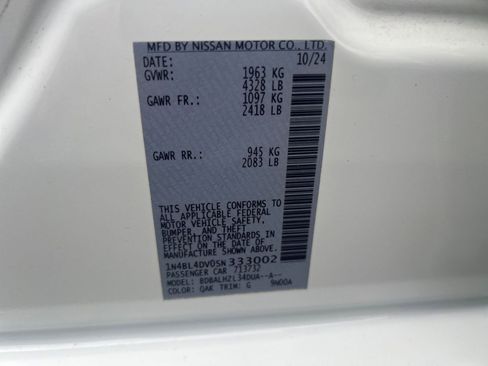 MFD BY NISSAN MOTOR CO., LTD.
DATE: 10/24
GVWR: 1963 KG
4328 LB
GAWR FR.: 1097 KG
2418 LB
GAWR RR.: 945 KG
2083 LB
THIS VEHICLE CONFORMS TO
ALL APPLICABLE FEDERAL
MOTOR VEHICLE SAFETY,
BUMPER, AND THEFT
PREVENTION STANDARDS
IN EFFECT ON THE DATE OF
MANUFACTURE SHOWN ABOVE.
1N4BL4DV0SN333002
PASSENGER CAR 713732
MODEL: BDBALHZL34DUA--A--
COLOR: QAK TRIM: G 9N00A